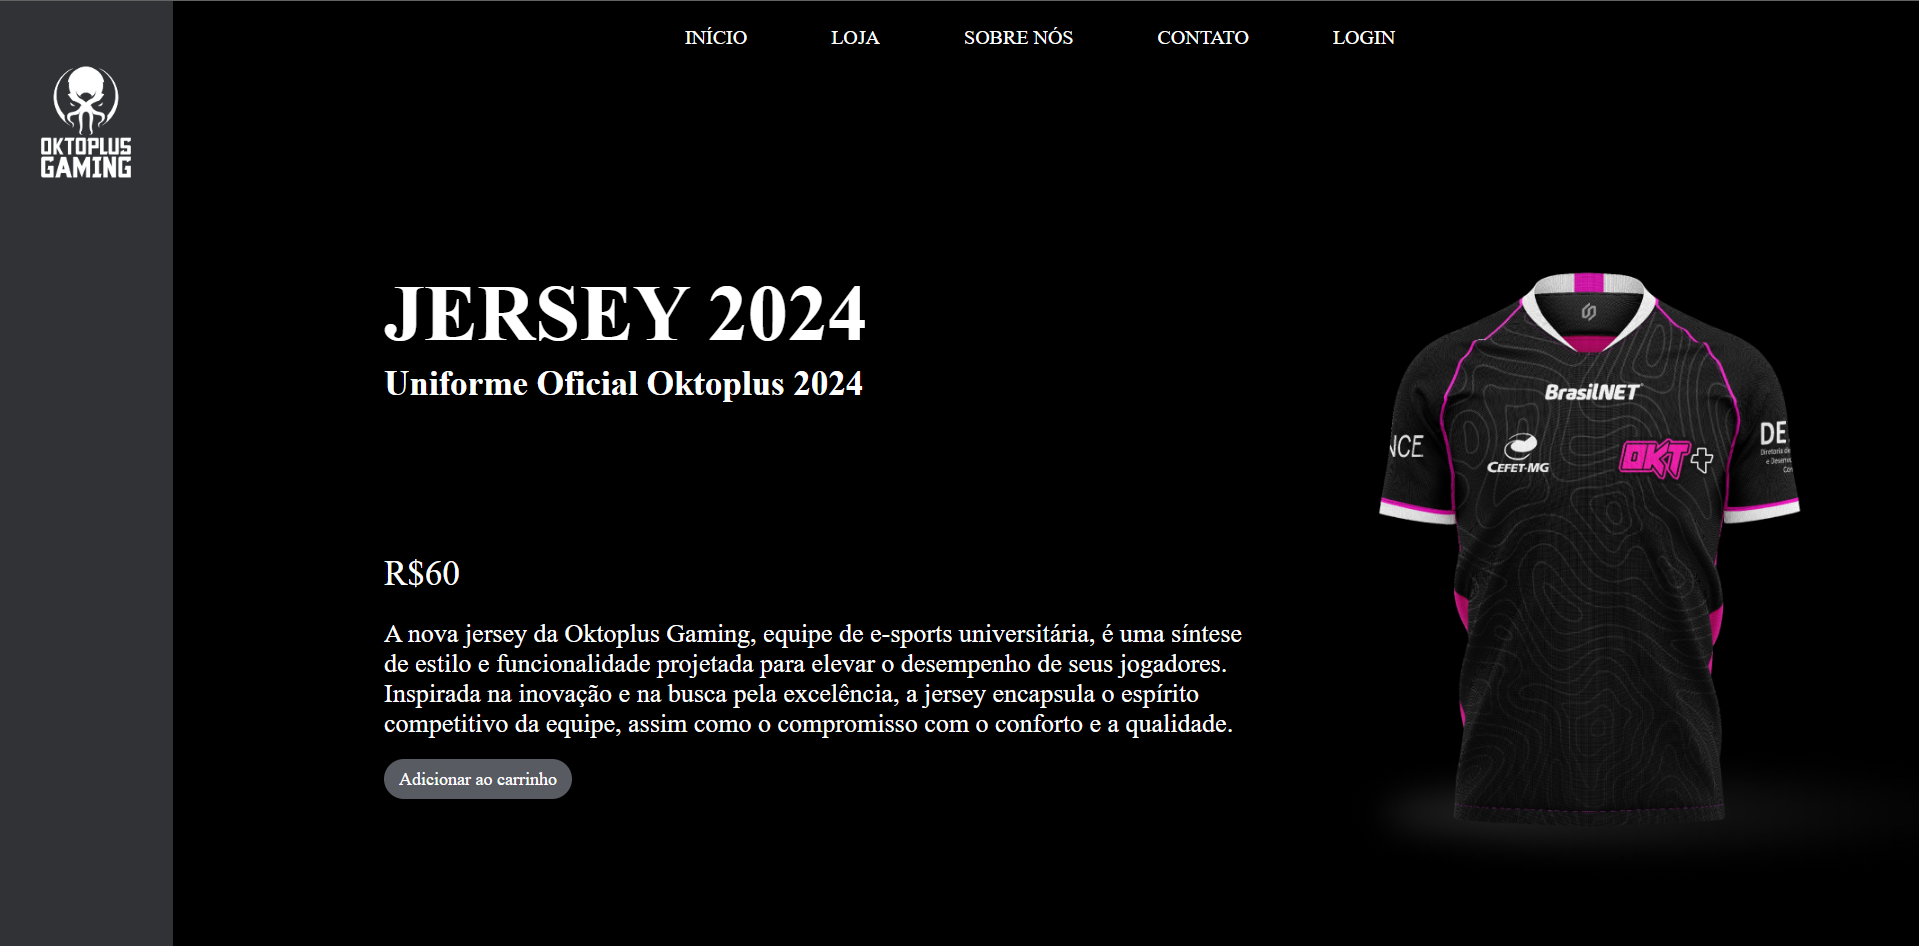 INÍCIO LOJA SOBRE NÓS CONTATO LOGIN
OKTOPLUS
GAMING
JERSEY 2024
Uniforme Oficial Oktoplus 2024
R$60
A nova jersey da Oktoplus Gaming, equipe de e-sports universitária, é uma síntese
de estilo e funcionalidade projetada para elevar o desempenho de seus jogadores.
Inspirada na inovação e na busca pela excelência, a jersey encapsula o espírito
competitivo da equipe, assim como o compromisso com o conforto e a qualidade.
Adicionar ao carrinho
BrasilNET
NCE
CEFET-MG
OKT+
DE
Diretoria de